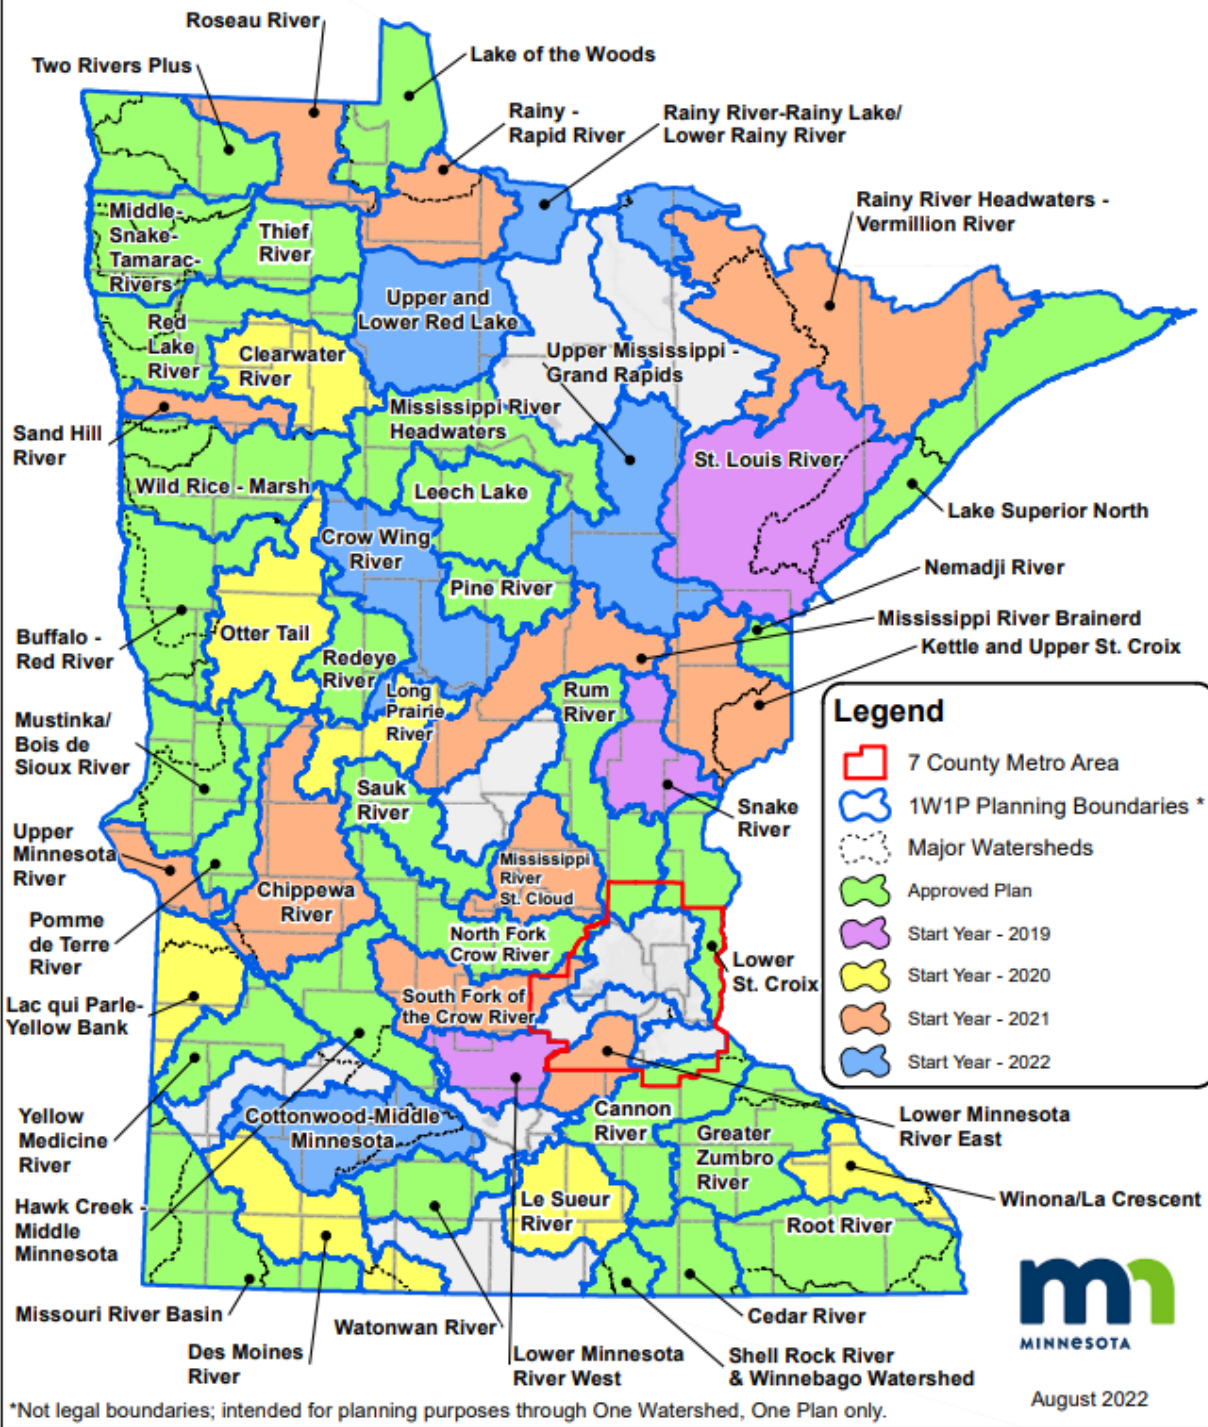 Roseau River
Two Rivers Plus
Lake of the Woods
Rainy -
Rapid River
Rainy River-Rainy Lake/
Lower Rainy River
Rainy River Headwaters -
Vermillion River
Middle-
Snake-
Tamarac-
Rivers
Thief
River
Upper and
Lower Red Lake
Red
Lake
River
Clearwater
River
Upper Mississippi -
Grand Rapids
Mississippi River
Headwaters
Sand Hill
River
St. Louis River
Wild Rice - Marsh
Leech Lake
Lake Superior North
Crow Wing
River
Pine River
Nemadji River
Mississippi River Brainerd
Kettle and Upper St. Croix
Buffalo -
Red River
Otter Tail
Redeye
River
Long
Prairie
River
Rum
River
Mustinka/
Bois de
Sioux River
Sauk
River
Snake
River
Upper
Minnesota
River
Mississippi
River
St. Cloud
Chippewa
River
Pomme
de Terre
River
North Fork
Crow River
Lower
St. Croix
Lac qui Parle-
Yellow Bank
South Fork of
the Crow River
Legend
7 County Metro Area
1W1P Planning Boundaries *
Major Watersheds
Approved Plan
Start Year - 2019
Start Year - 2020
Start Year - 2021
Start Year - 2022
Yellow
Medicine
River
Cottonwood-Middle
Minnesota
Cannon
River
Greater
Zumbro
River
Lower Minnesota
River East
Winona/La Crescent
Hawk Creek -
Middle
Minnesota
Le Sueur
River
Root River
Missouri River Basin
Des Moines
River
Watonwan River
Lower Minnesota
River West
Cedar River
Shell Rock River
& Winnebago Watershed
mn
MINNESOTA
August 2022
*Not legal boundaries; intended for planning purposes through One Watershed, One Plan only.